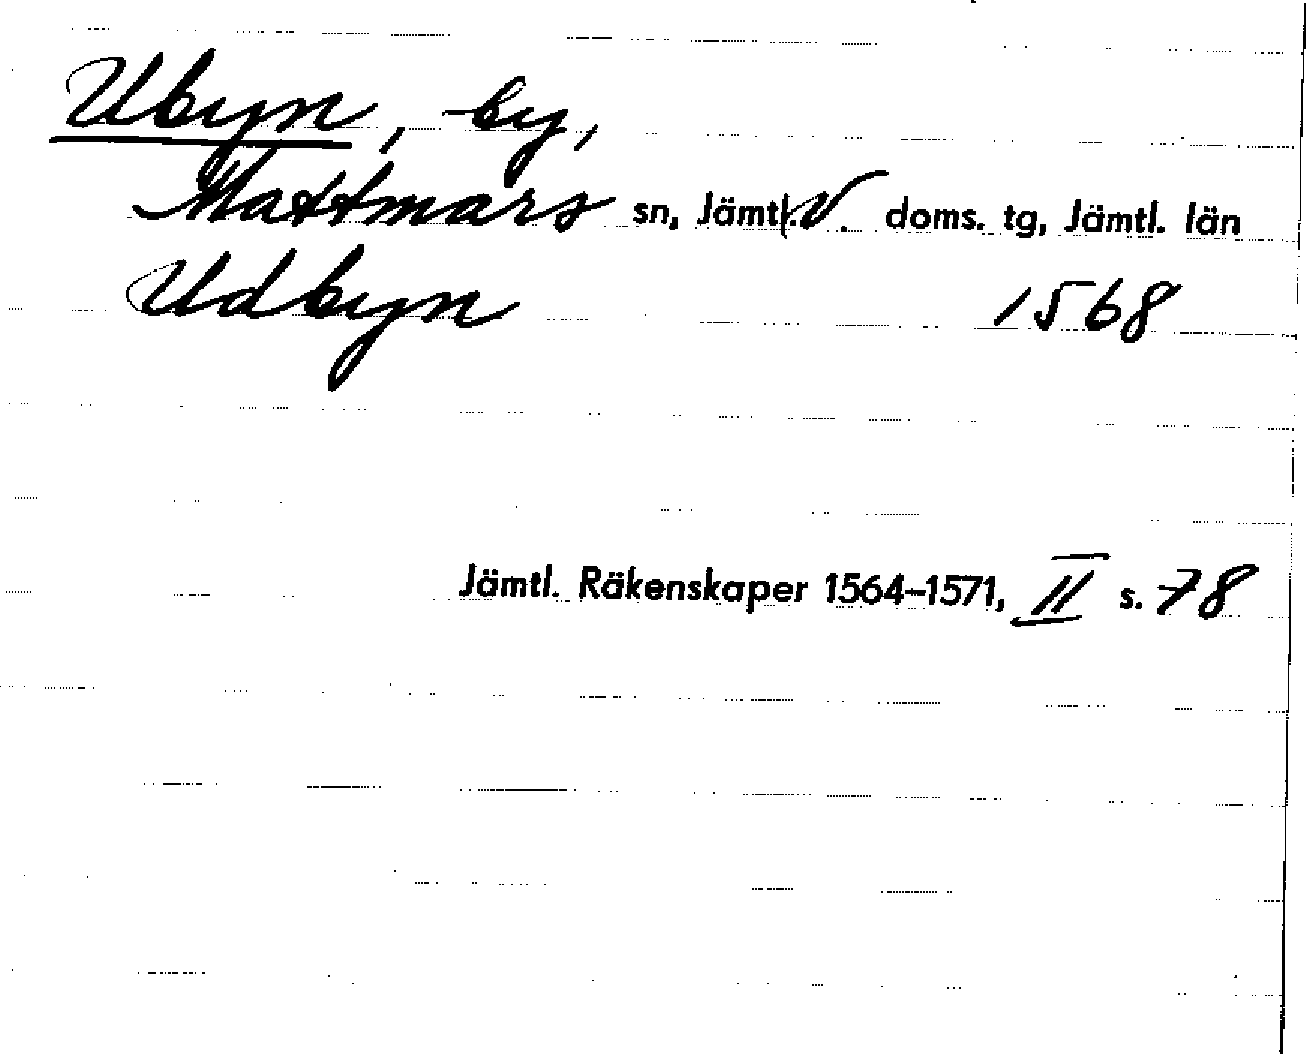 Ubyn, by,
Mattmars sn, Jämtl. V. doms. tg, Jämtl. län
Udbyn 1568
Jämtl. Räkenskaper 1564–1571, II s. 78